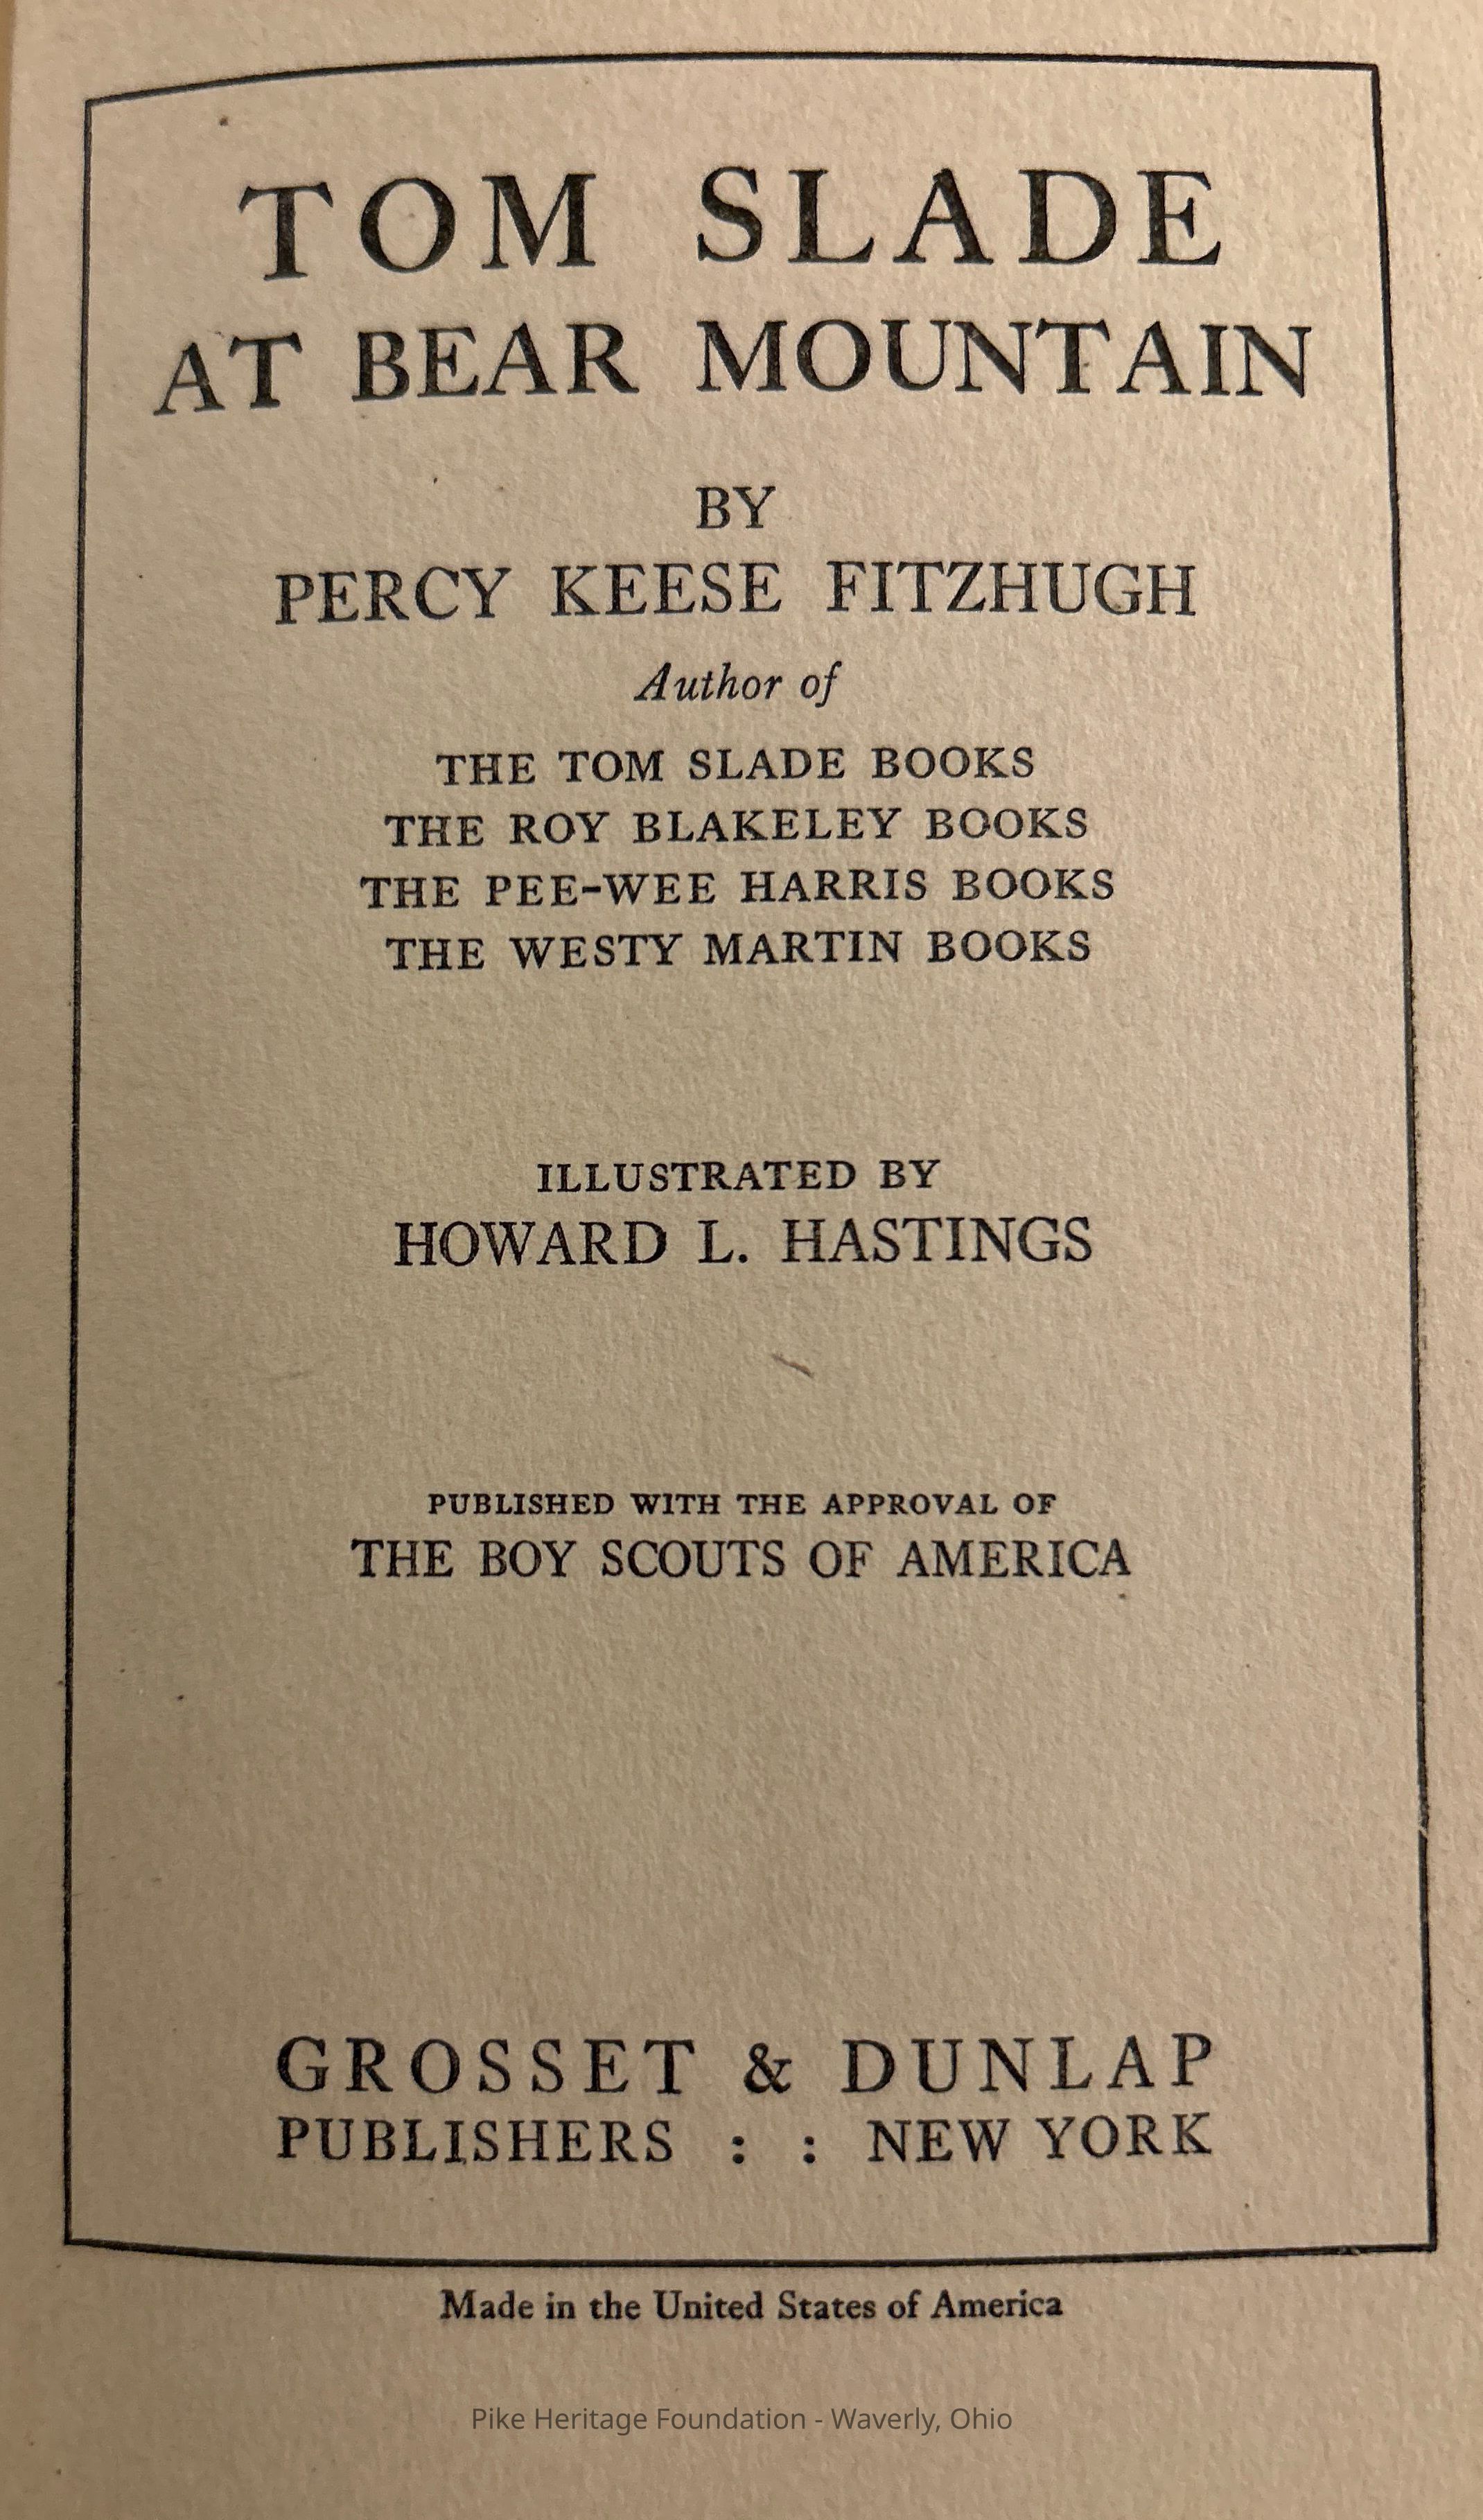 TOM SLADE
AT BEAR MOUNTAIN
BY
PERCY KEESE FITZHUGH
Author of
THE TOM SLADE BOOKS
THE ROY BLAKELEY BOOKS
THE PEE-WEE HARRIS BOOKS
THE WESTY MARTIN BOOKS
ILLUSTRATED BY
HOWARD L. HASTINGS
PUBLISHED WITH THE APPROVAL OF
THE BOY SCOUTS OF AMERICA
GROSSET & DUNLAP
PUBLISHERS : : NEW YORK
Made in the United States of America
Pike Heritage Foundation - Waverly, Ohio